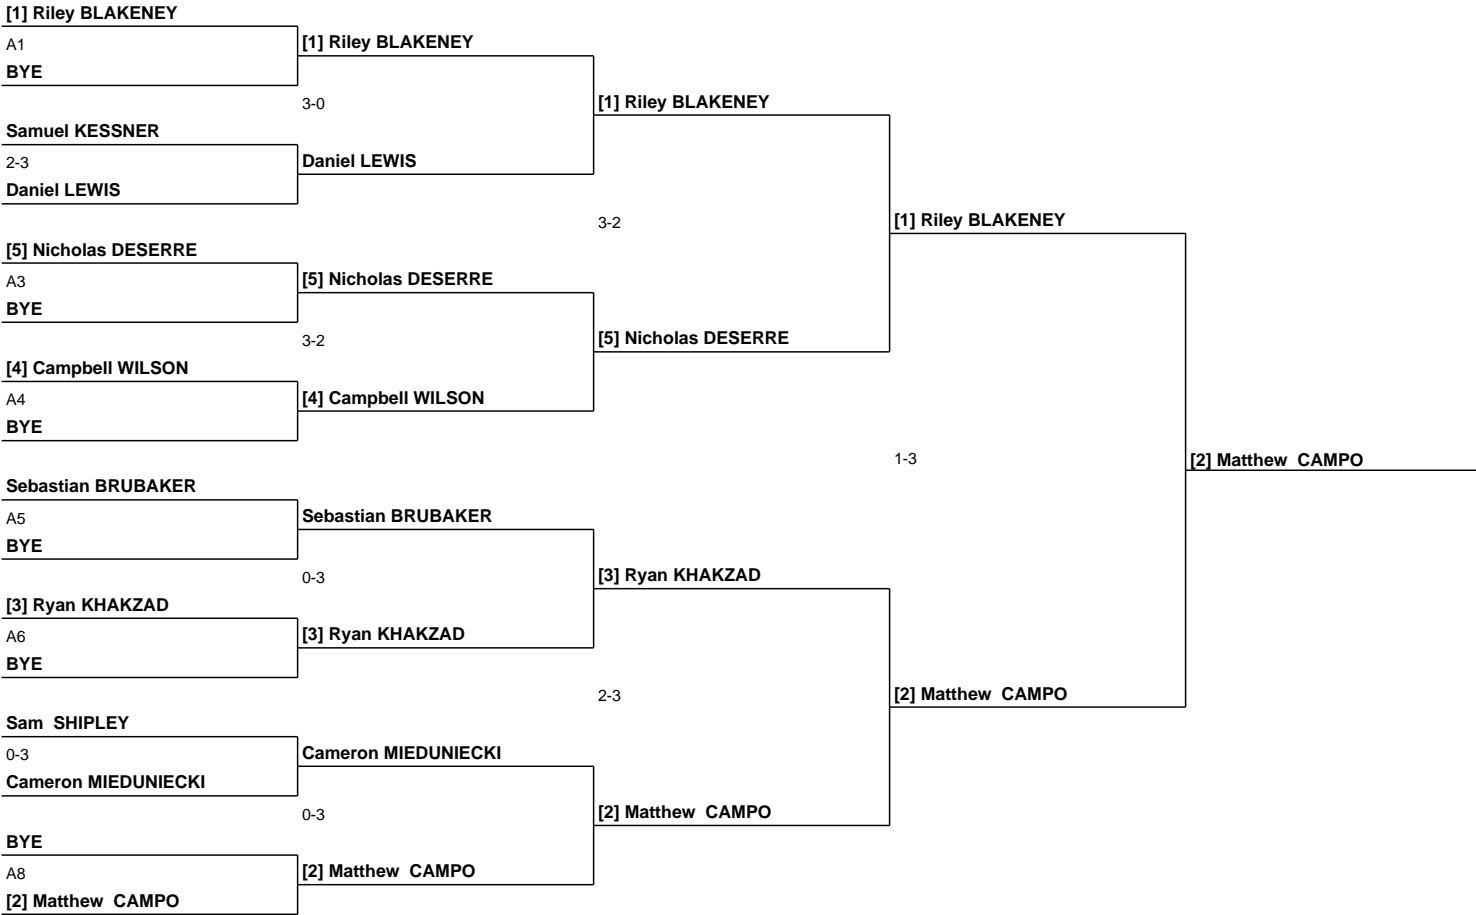 [1] Riley BLAKENEY
A1
BYE
Samuel KESSNER
2-3
Daniel LEWIS
[5] Nicholas DESERRE
A3
BYE
[4] Campbell WILSON
A4
BYE
Sebastian BRUBAKER
A5
BYE
[3] Ryan KHAKZAD
A6
BYE
Sam SHIPLEY
0-3
Cameron MIEDUNIECKI
BYE
A8
[2] Matthew CAMPO
[1] Riley BLAKENEY
3-0
Daniel LEWIS
[5] Nicholas DESERRE
3-2
[4] Campbell WILSON
Sebastian BRUBAKER
0-3
[3] Ryan KHAKZAD
Cameron MIEDUNIECKI
0-3
[2] Matthew CAMPO
[1] Riley BLAKENEY
3-2
[5] Nicholas DESERRE
[3] Ryan KHAKZAD
2-3
[2] Matthew CAMPO
[1] Riley BLAKENEY
1-3
[2] Matthew CAMPO
[2] Matthew CAMPO